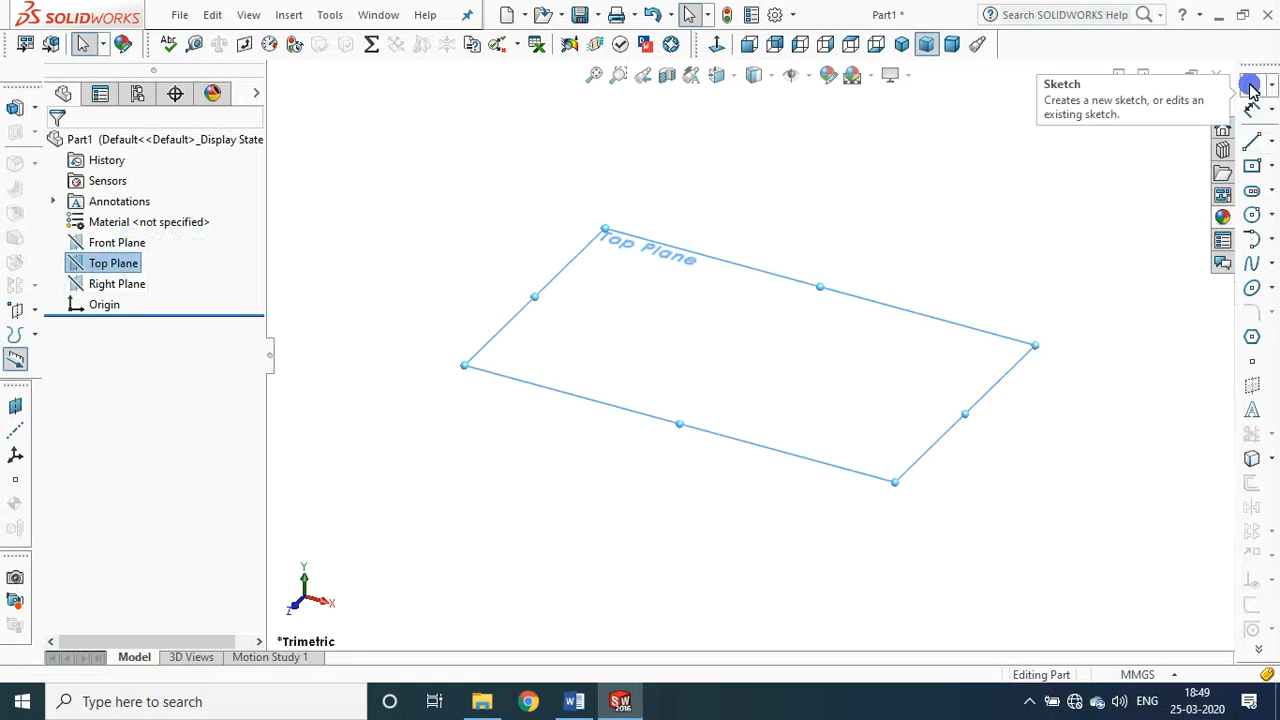 SOLIDWORKS File Edit View Insert Tools Window Help Part1 * Search SOLIDWORKS Help ?
Abc
Sketch
Creates a new sketch, or edits an
existing sketch.
Part1 (Default<<Default>_Display State
History
Sensors
A Annotations
Material <not specified>
Front Plane
Top Plane
Right Plane
Origin
Top Plane
A
Y
X
Z
*Trimetric
Model 3D Views Motion Study 1
Editing Part MMGS
Type here to search
W
SW
2016
ENG
18:49
25-03-2020